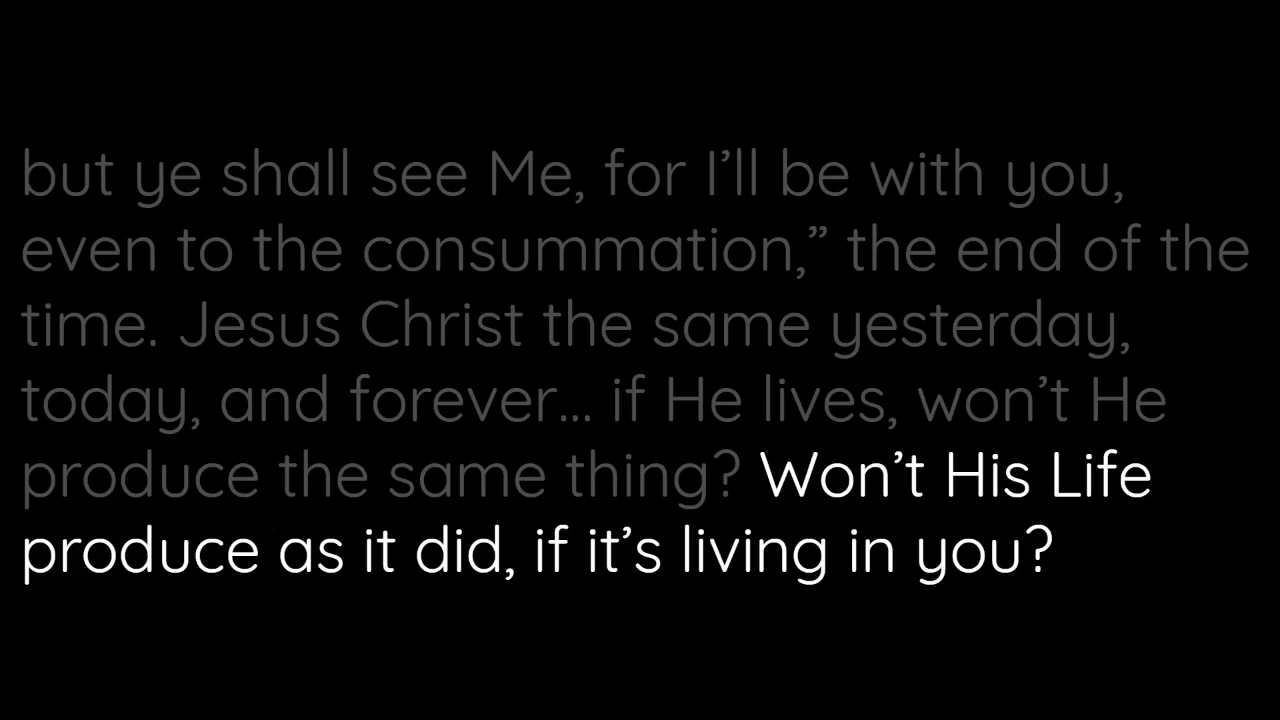 but ye shall see Me, for I’ll be with you,
even to the consummation,” the end of the
time. Jesus Christ the same yesterday,
today, and forever... if He lives, won’t He
produce the same thing? Won’t His Life
produce as it did, if it’s living in you?